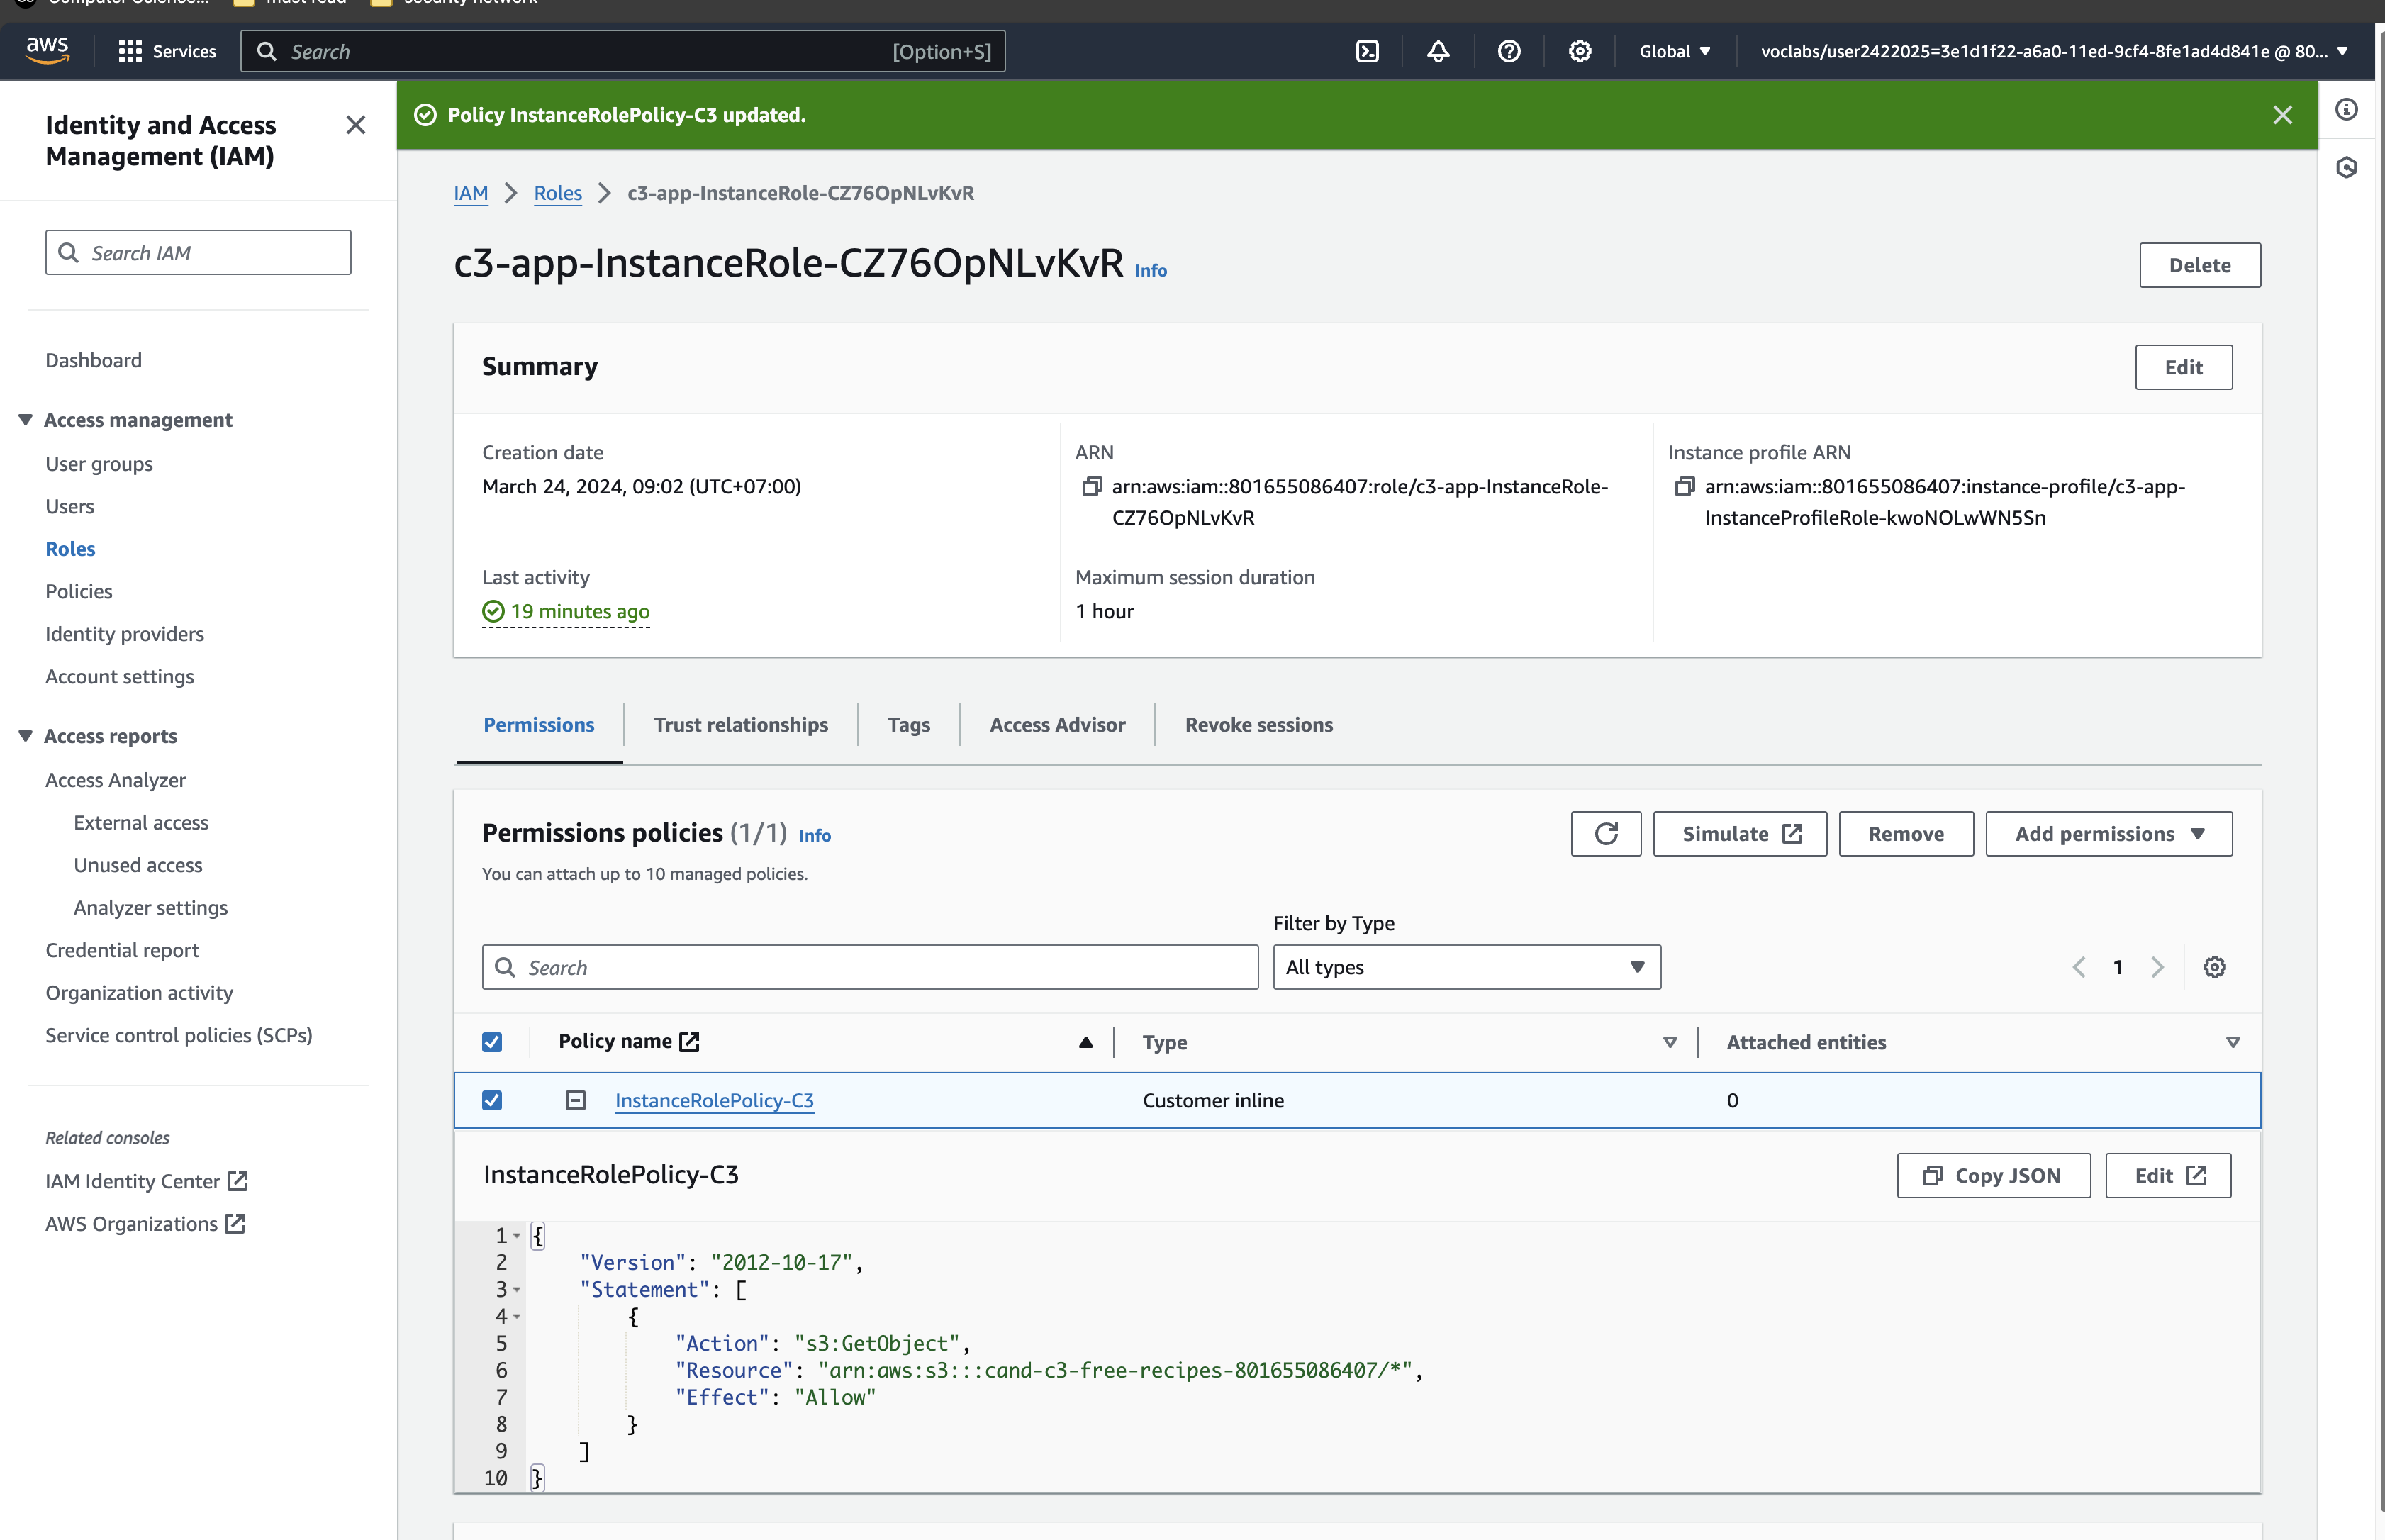 aws
Services
Search
[Option+S]
Global
voclabs/user2422025=3e1d1f22-a6a0-11ed-9cf4-8fe1ad4d841e @ 80...
Identity and Access
Management (IAM)
Search IAM
Dashboard
Access management
User groups
Users
Roles
Policies
Identity providers
Account settings
Access reports
Access Analyzer
External access
Unused access
Analyzer settings
Credential report
Organization activity
Service control policies (SCPs)
Related consoles
IAM Identity Center
AWS Organizations
Policy InstanceRolePolicy-C3 updated.
IAM
Roles
c3-app-InstanceRole-CZ76OpNLvKvR
c3-app-InstanceRole-CZ76OpNLvKvR Info
Delete
Summary
Edit
Creation date
March 24, 2024, 09:02 (UTC+07:00)
ARN
arn:aws:iam::801655086407:role/c3-app-InstanceRole-
CZ76OpNLvKvR
Instance profile ARN
arn:aws:iam::801655086407:instance-profile/c3-app-
InstanceProfileRole-kwoNOLwWN5Sn
Last activity
19 minutes ago
Maximum session duration
1 hour
Permissions
Trust relationships
Tags
Access Advisor
Revoke sessions
Permissions policies (1/1) Info
You can attach up to 10 managed policies.
Simulate
Remove
Add permissions
Filter by Type
Search
All types
1
Policy name
Type
Attached entities
InstanceRolePolicy-C3
Customer inline
0
InstanceRolePolicy-C3
Copy JSON
Edit
1 {
2 "Version": "2012-10-17",
3 "Statement": [
4 {
5 "Action": "s3:GetObject",
6 "Resource": "arn:aws:s3:::cand-c3-free-recipes-801655086407/*",
7 "Effect": "Allow"
8 }
9 ]
10 }